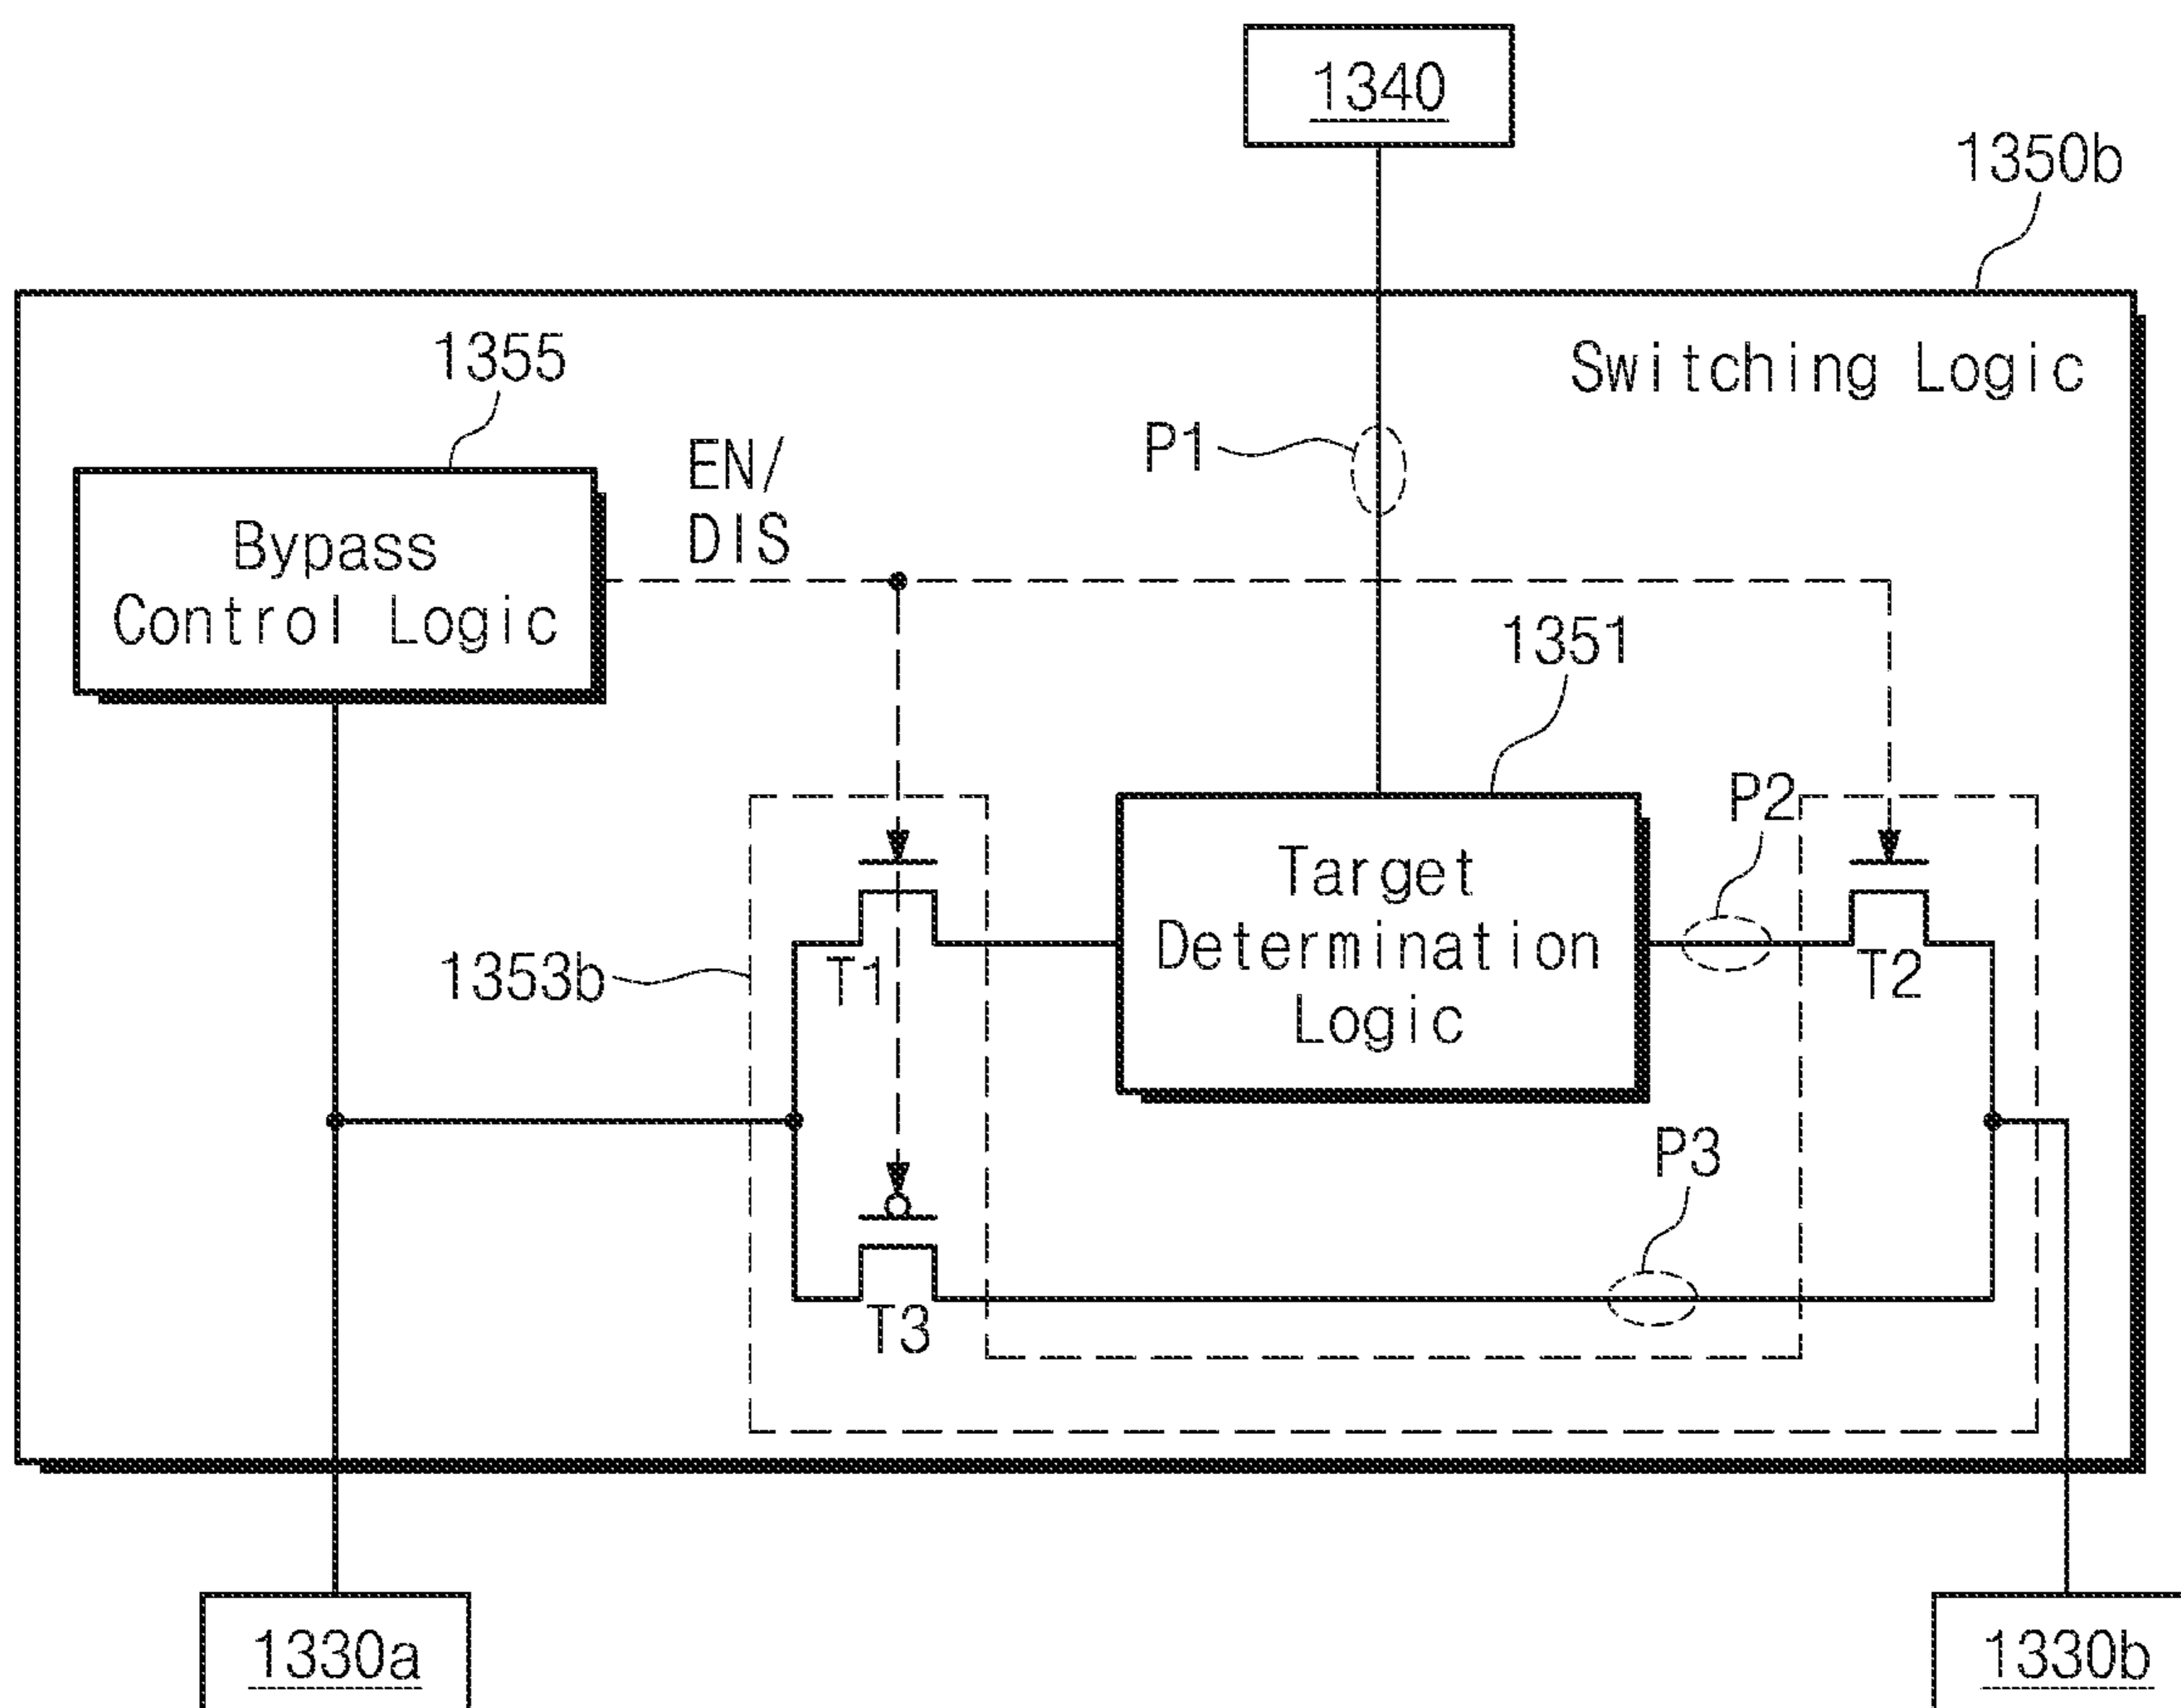 1340
1350b
Switching Logic
1355
P1
EN/
DIS
Bypass
Control Logic
1351
P2
Target
Determination
Logic
1353b
T1
T2
P3
T3
1330a
1330b